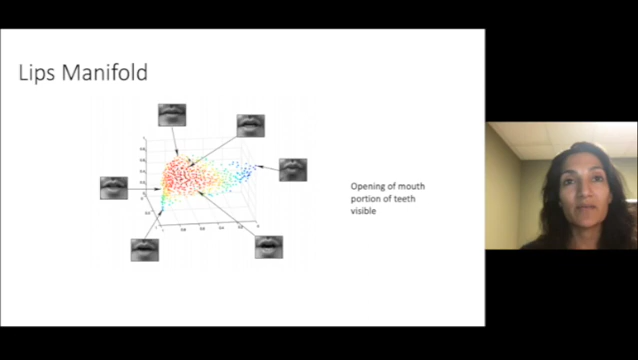 Lips Manifold
Opening of mouth
portion of teeth
visible